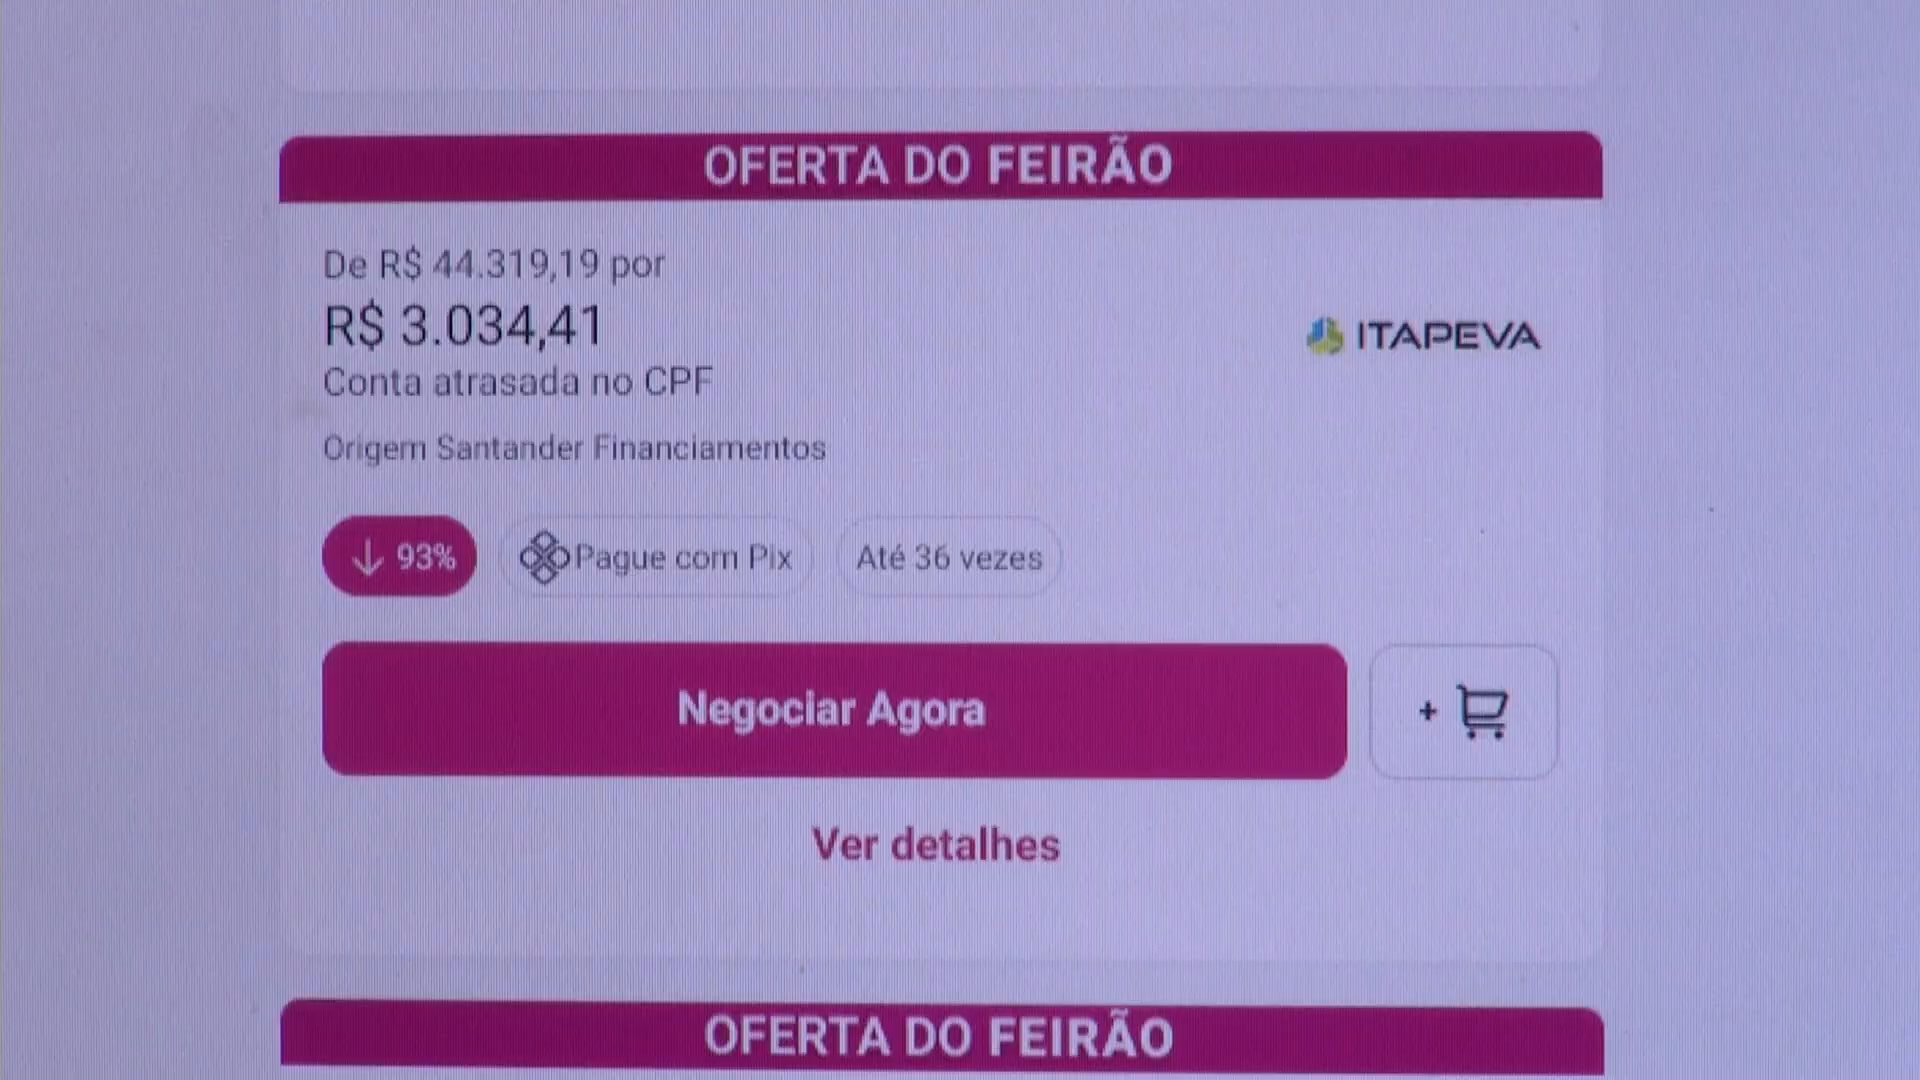 OFERTA DO FEIRÃO
De R$ 44.319,19 por
R$ 3.034,41
ITAPEVA
Conta atrasada no CPF
Origem Santander Financiamentos
↓ 93%
Pague com Pix
Até 36 vezes
Negociar Agora
+
Ver detalhes
OFERTA DO FEIRÃO